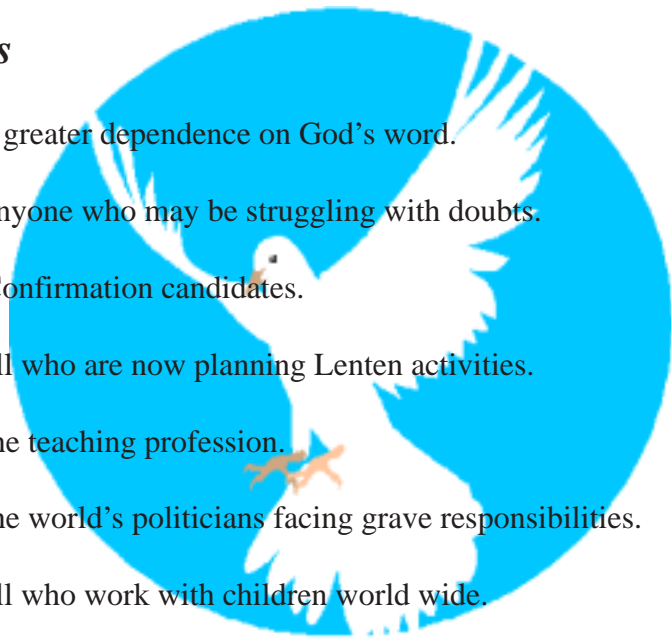 s
greater dependence on God’s word.
nyone who may be struggling with doubts.
Confirmation candidates.
ll who are now planning Lenten activities.
he teaching profession.
he world’s politicians facing grave responsibilities.
ll who work with children world wide.